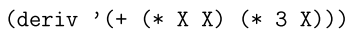 (deriv '(+ (* X X) (* 3 X)))